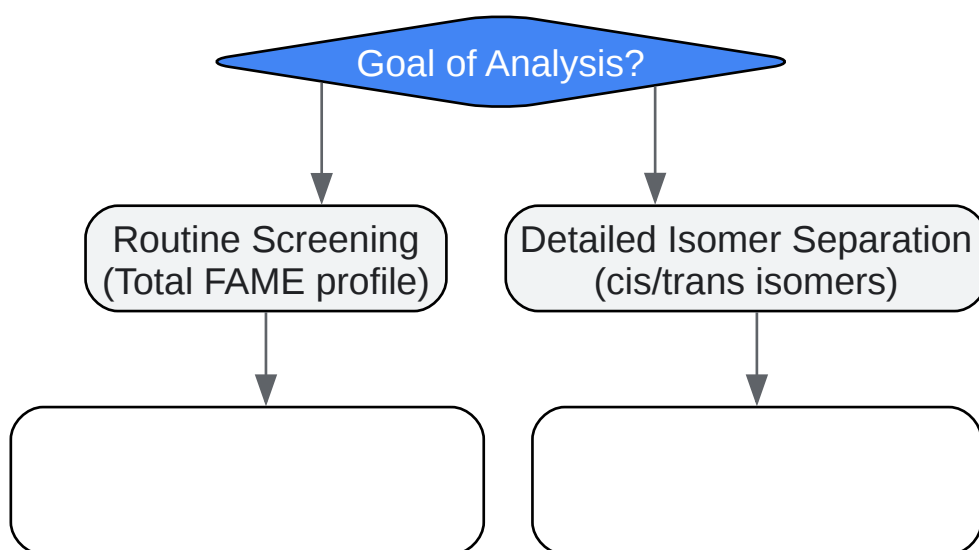 Goal of Analysis?
Routine Screening
(Total FAME profile)
Detailed Isomer Separation
(cis/trans isomers)